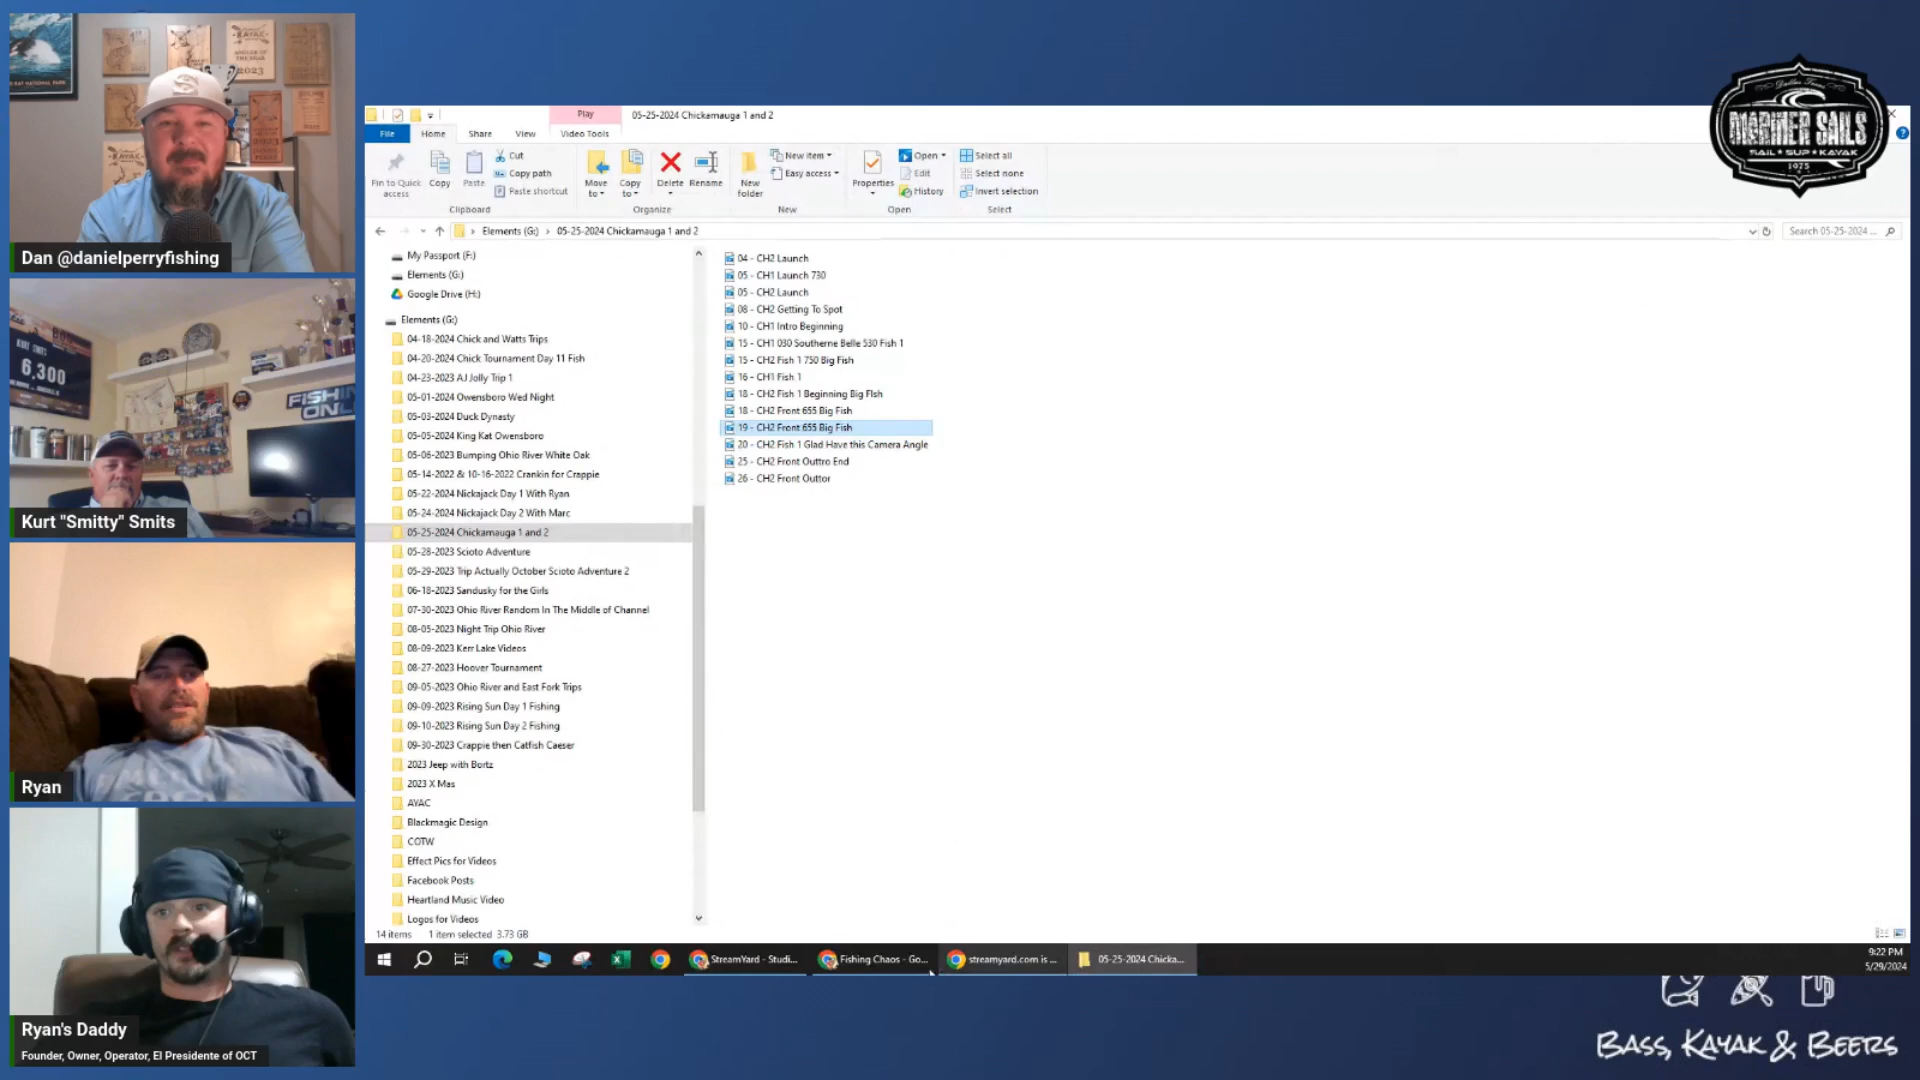 ANGLER OF THE YEAR
2023
Dan @danielperryfishing
KURT SMITS
6,300
FISHING
ONL
Kurt "Smitty" Smits
Ryan
Ryan's Daddy
Founder, Owner, Operator, El Presidente of OCT
Play
05-25-2024 Chickamauga 1 and 2
File
Home
Share
View
Video Tools
Pin to Quick access
Copy
Paste
Cut
Copy path
Paste shortcut
Clipboard
Move to
Copy to
Delete
Rename
Organize
New folder
New item
Easy access
New
Properties
Open
Edit
History
Open
Select all
Select none
Invert selection
Select
Elements (G:) › 05-25-2024 Chickamauga 1 and 2
Search 05-25-2024 ...
My Passport (F:)
Elements (G:)
Google Drive (H:)
Elements (G:)
04-18-2024 Chick and Watts Trips
04-20-2024 Chick Tournament Day 11 Fish
04-23-2023 AJ Jolly Trip 1
05-01-2024 Owensboro Wed Night
05-03-2024 Duck Dynasty
05-05-2024 King Kat Owensboro
05-06-2023 Bumping Ohio River White Oak
05-14-2022 & 10-16-2022 Crankin for Crappie
05-22-2024 Nickajack Day 1 With Ryan
05-24-2024 Nickajack Day 2 With Marc
05-25-2024 Chickamauga 1 and 2
05-28-2023 Scioto Adventure
05-29-2023 Trip Actually October Scioto Adventure 2
06-18-2023 Sandusky for the Girls
07-30-2023 Ohio River Random In The Middle of Channel
08-05-2023 Night Trip Ohio River
08-09-2023 Kerr Lake Videos
08-27-2023 Hoover Tournament
09-05-2023 Ohio River and East Fork Trips
09-09-2023 Rising Sun Day 1 Fishing
09-10-2023 Rising Sun Day 2 Fishing
09-30-2023 Crappie then Catfish Caeser
2023 Jeep with Bortz
2023 X Mas
AYAC
Blackmagic Design
COTW
Effect Pics for Videos
Facebook Posts
Heartland Music Video
Logos for Videos
04 - CH2 Launch
05 - CH1 Launch 730
05 - CH2 Launch
08 - CH2 Getting To Spot
10 - CH1 Intro Beginning
15 - CH1 030 Southerne Belle 530 Fish 1
15 - CH2 Fish 1 750 Big Fish
16 - CH1 Fish 1
18 - CH2 Fish 1 Beginning Big FIsh
18 - CH2 Front 655 Big Fish
19 - CH2 Front 655 Big Fish
20 - CH2 Fish 1 Glad Have this Camera Angle
25 - CH2 Front Outtro End
26 - CH2 Front Outtor
14 items
1 item selected 3.73 GB
StreamYard - Studi...
Fishing Chaos - Go...
streamyard.com is ...
05-25-2024 Chicka...
9:22 PM
5/29/2024
MARINER SAILS
SAIL • SUP • KAYAK
1975
BASS, KAYAK & BEERS